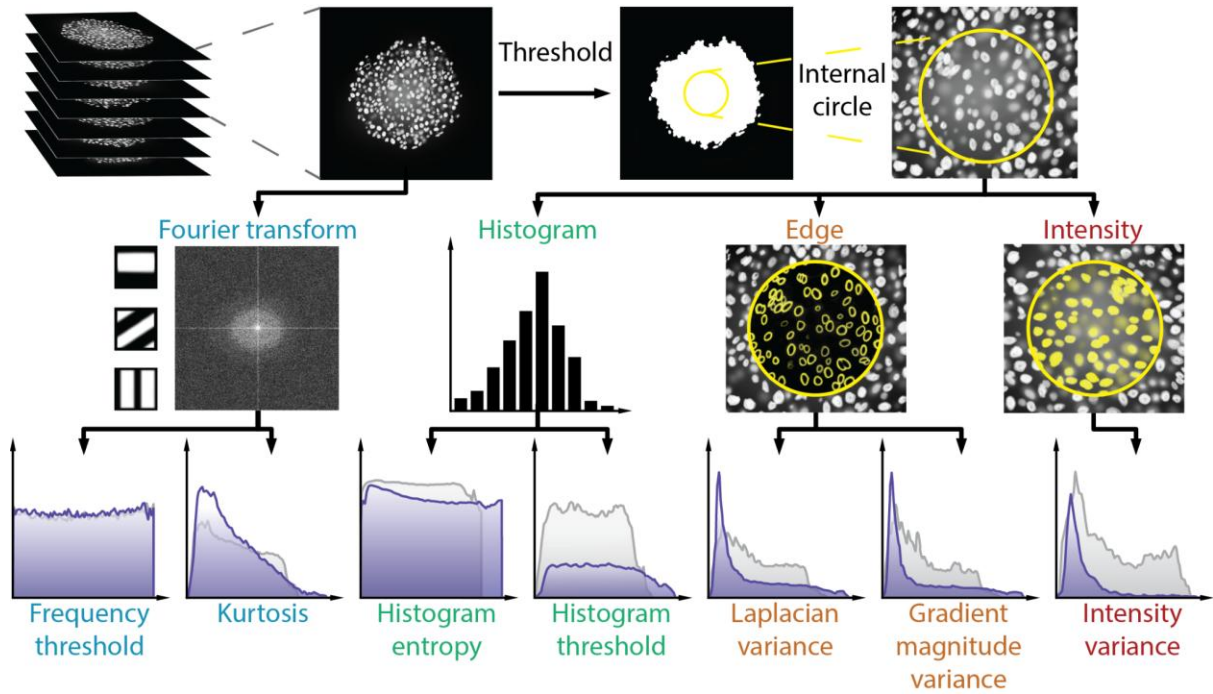 Threshold
Internal
circle
Fourier transform
Histogram
Edge
Intensity
Frequency
threshold
Kurtosis
Histogram
entropy
Histogram
threshold
Laplacian
variance
Gradient
magnitude
variance
Intensity
variance